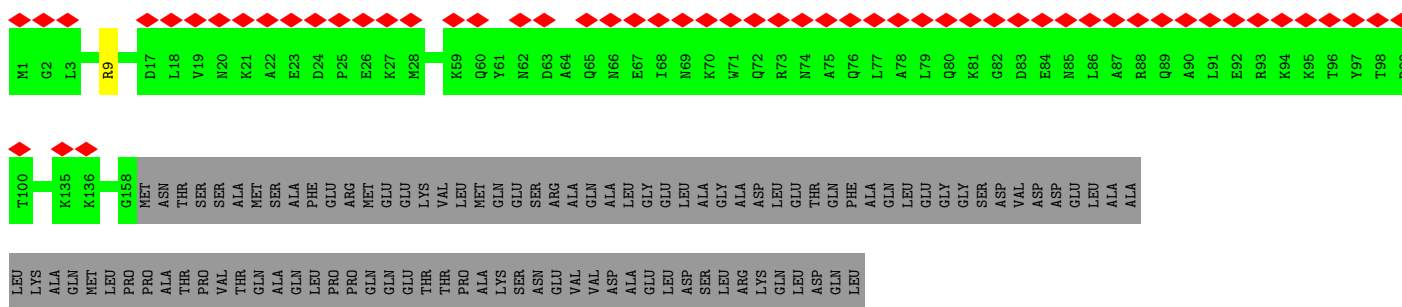 M1 G2 L3 R9 D17 L18 V19 N20 K21 A22 E23 D24 P25 E26 K27 M28 K59 Q60 Y61 N62 D63 A64 Q65 N66 E67 I68 N69 K70 W71 Q72 R73 N74 A75 Q76 L77 A78 L79 Q80 K81 G82 D83 E84 N85 L86 A87 R88 Q89 A90 L91 E92 R93 K94 K95 T96 Y97 T98
T100 K135 K136 G158 MET ASN THR SER SER ALA MET SER ALA PHE GLU ARG MET GLU GLU LYS VAL LEU MET GLN GLU SER ARG ALA GLN ALA LEU GLY GLU LEU ALA GLY ALA ASP LEU GLU THR GLN PHE ALA GLN LEU GLU GLY GLY SER ASP VAL ASP ASP GLU LEU ALA ALA
LEU LYS ALA GLN MET LEU PRO PRO ALA THR PRO VAL THR GLN ALA GLN LEU PRO PRO GLN GLN GLU THR THR PRO ALA LYS SER ASN GLU VAL VAL ASP ALA GLU LEU ASP SER LEU ARG LYS GLN LEU ASP GLN LEU